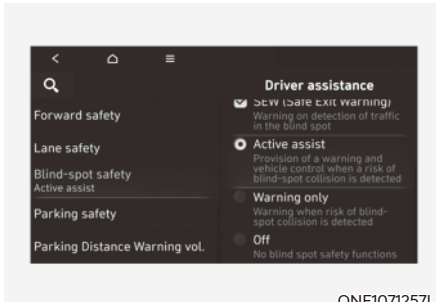 Driver assistance
Forward safety
Lane safety
Blind-spot safety
Active assist
Parking safety
Parking Distance Warning vol.
SEW (Safe Exit Warning)
Warning on detection of traffic
in the blind spot
Active assist
Provision of a warning and
vehicle control when a risk of
blind-spot collision is detected
Warning only
Warning when risk of blind-
spot collision is detected
Off
No blind spot safety functions